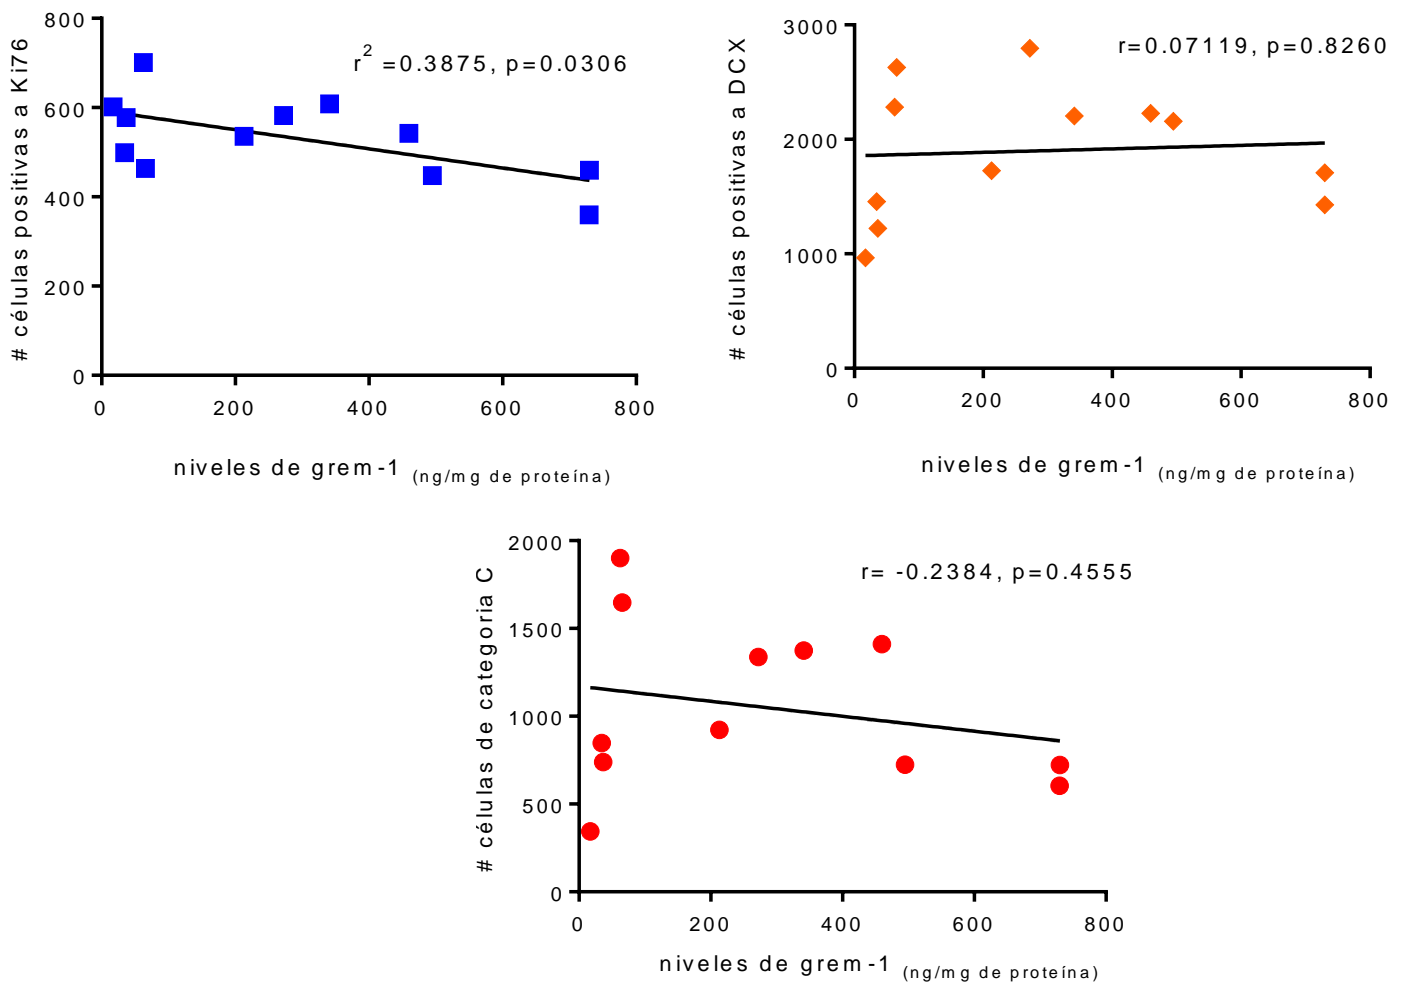 800
600
400
200
0
# células positivas a Ki76
r2 =0.3875, p=0.0306
0 200 400 600 800
niveles de grem-1 (ng/mg de proteína)
3000
2000
1000
0
# células positivas a DCX
r=0.07119, p=0.8260
0 200 400 600 800
niveles de grem-1 (ng/mg de proteína)
2000
1500
1000
500
0
# células de categoria C
r= -0.2384, p=0.4555
0 200 400 600 800
niveles de grem-1 (ng/mg de proteína)